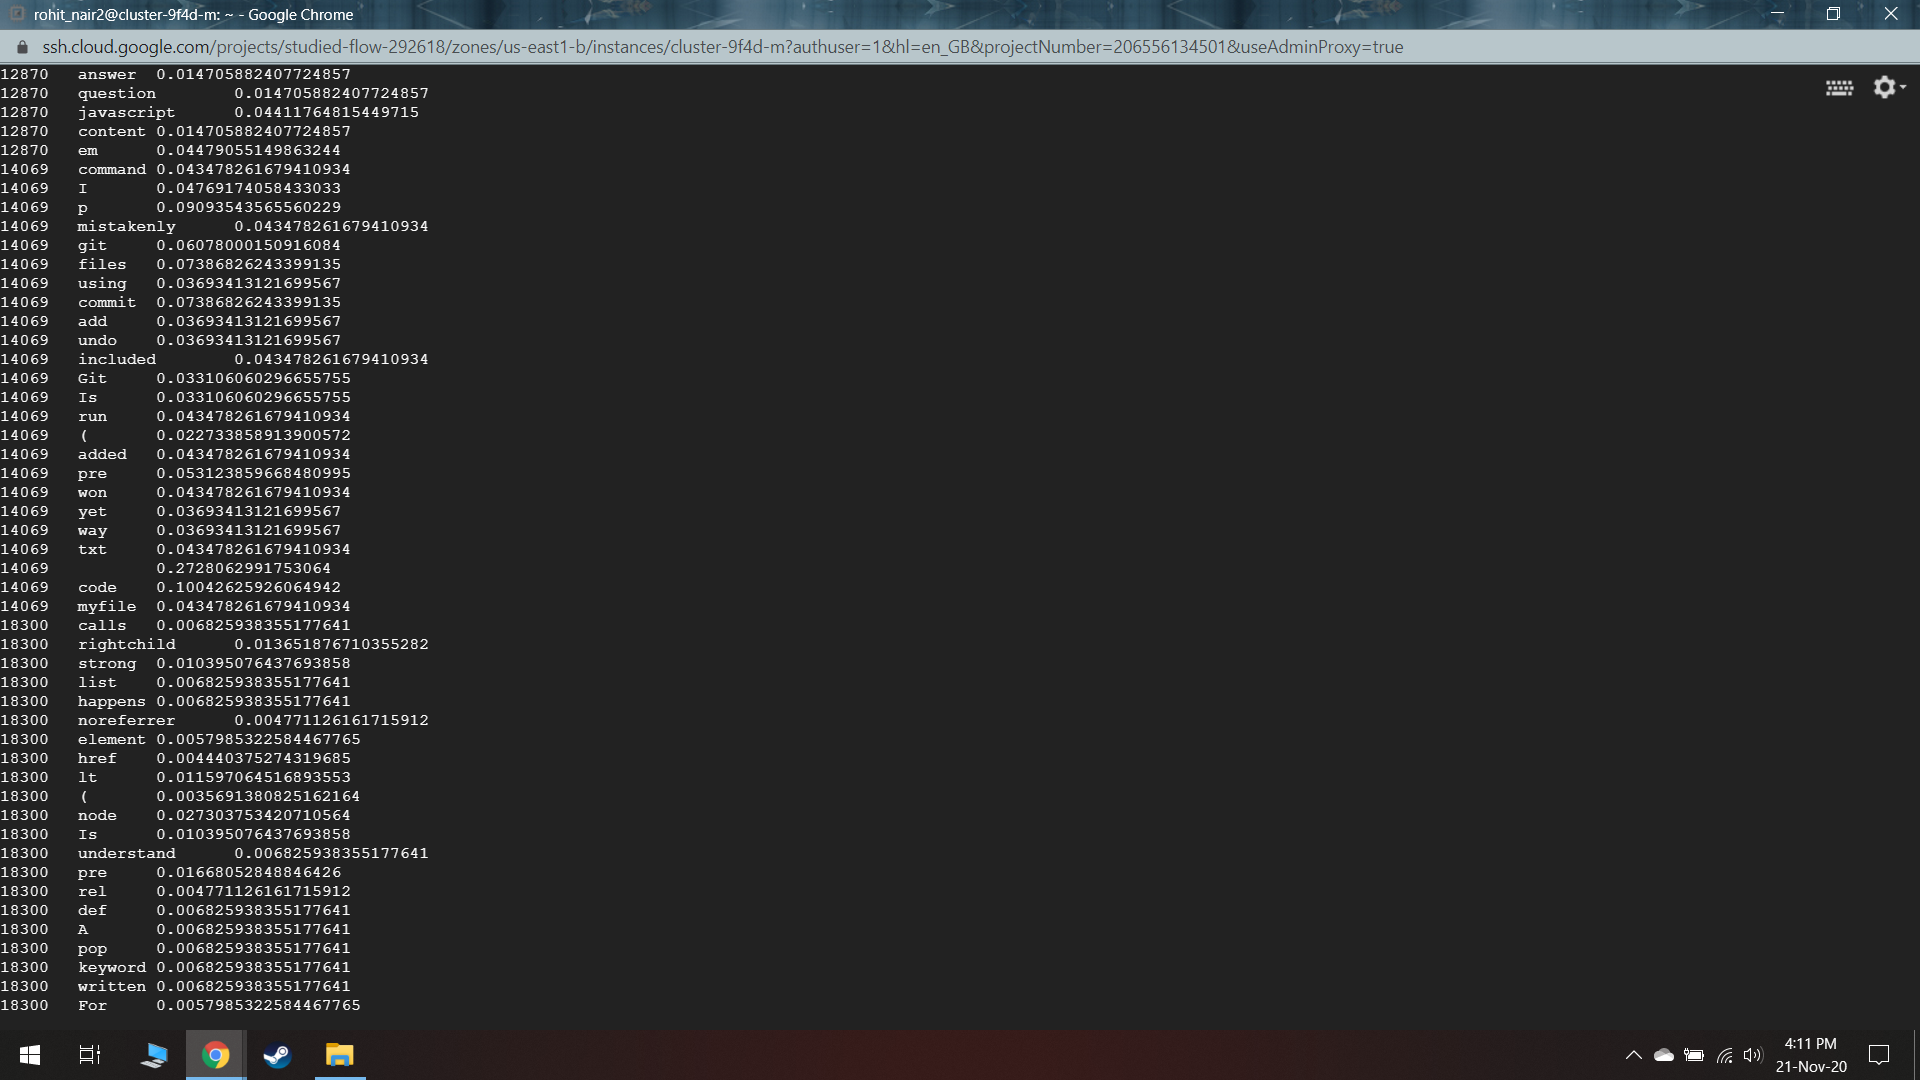 rohit_nair2@cluster-9f4d-m: ~ - Google Chrome
ssh.cloud.google.com/projects/studied-flow-292618/zones/us-east1-b/instances/cluster-9f4d-m?authuser=1&hl=en_GB&projectNumber=206556134501&useAdminProxy=true
12870 answer 0.014705882407724857
12870 question 0.014705882407724857
12870 javascript 0.04411764815449715
12870 content 0.014705882407724857
12870 em 0.04479055149863244
14069 command 0.043478261679410934
14069 I 0.04769174058433033
14069 p 0.09093543565560229
14069 mistakenly 0.043478261679410934
14069 git 0.06078000150916084
14069 files 0.07386826243399135
14069 using 0.03693413121699567
14069 commit 0.07386826243399135
14069 add 0.03693413121699567
14069 undo 0.03693413121699567
14069 included 0.043478261679410934
14069 Git 0.033106060296655755
14069 Is 0.033106060296655755
14069 run 0.043478261679410934
14069 ( 0.022733858913900572
14069 added 0.043478261679410934
14069 pre 0.053123859668480995
14069 won 0.043478261679410934
14069 yet 0.03693413121699567
14069 way 0.03693413121699567
14069 txt 0.043478261679410934
14069 0.2728062991753064
14069 code 0.10042625926064942
14069 myfile 0.043478261679410934
18300 calls 0.006825938355177641
18300 rightchild 0.013651876710355282
18300 strong 0.010395076437693858
18300 list 0.006825938355177641
18300 happens 0.006825938355177641
18300 noreferrer 0.004771126161715912
18300 element 0.0057985322584467765
18300 href 0.004440375274319685
18300 lt 0.011597064516893553
18300 ( 0.0035691380825162164
18300 node 0.027303753420710564
18300 Is 0.010395076437693858
18300 understand 0.006825938355177641
18300 pre 0.01668052848846426
18300 rel 0.004771126161715912
18300 def 0.006825938355177641
18300 A 0.006825938355177641
18300 pop 0.006825938355177641
18300 keyword 0.006825938355177641
18300 written 0.006825938355177641
18300 For 0.0057985322584467765
4:11 PM
21-Nov-20